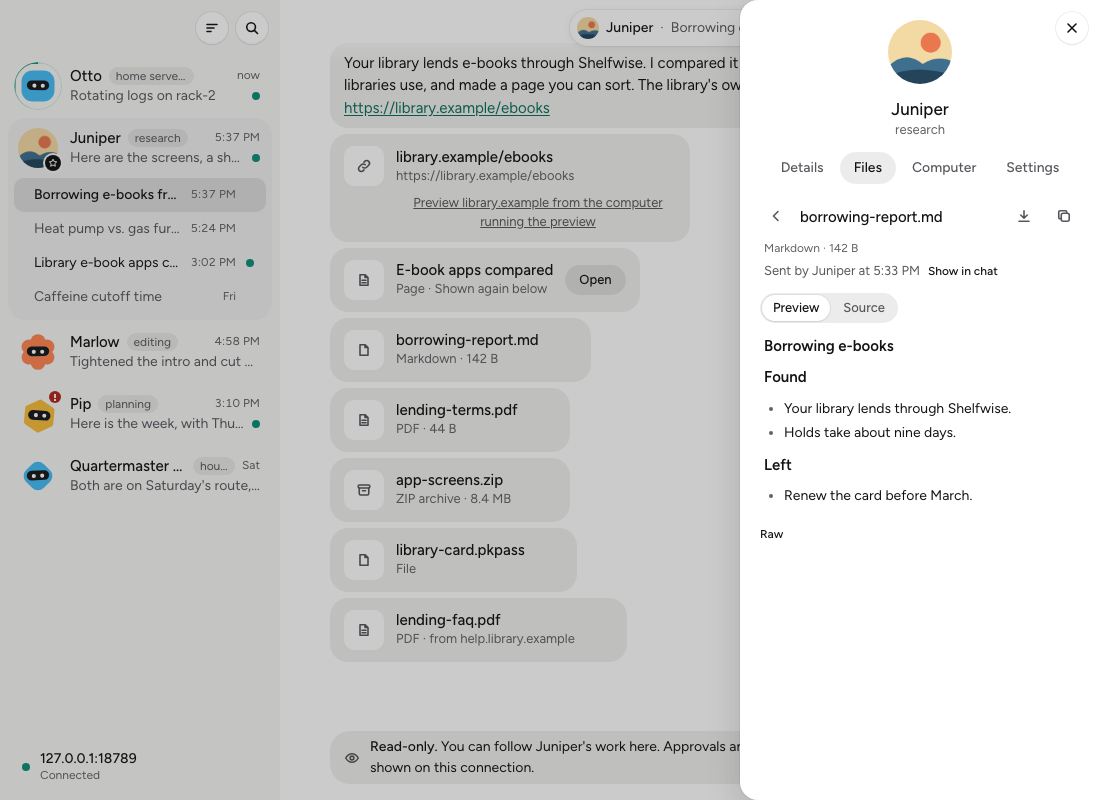 Otto home serve... now
Rotating logs on rack-2
Juniper research 5:37 PM
Here are the screens, a sh...
Borrowing e-books fr... 5:37 PM
Heat pump vs. gas fur... 5:24 PM
Library e-book apps c... 3:02 PM
Caffeine cutoff time Fri
Marlow editing 4:58 PM
Tightened the intro and cut ...
Pip planning 3:10 PM
Here is the week, with Thu...
Quartermaster ... hou... Sat
Both are on Saturday's route,...
127.0.0.1:18789
Connected
Juniper · Borrowing
Your library lends e-books through Shelfwise. I compared it
libraries use, and made a page you can sort. The library's ow
https://library.example/ebooks
library.example/ebooks
https://library.example/ebooks
Preview library.example from the computer
running the preview
E-book apps compared
Page · Shown again below
Open
borrowing-report.md
Markdown · 142 B
lending-terms.pdf
PDF · 44 B
app-screens.zip
ZIP archive · 8.4 MB
library-card.pkpass
File
lending-faq.pdf
PDF · from help.library.example
Read-only. You can follow Juniper's work here. Approvals ar
shown on this connection.
Juniper
research
Details Files Computer Settings
borrowing-report.md
Markdown · 142 B
Sent by Juniper at 5:33 PM Show in chat
Preview Source
Borrowing e-books
Found
• Your library lends through Shelfwise.
• Holds take about nine days.
Left
• Renew the card before March.
Raw